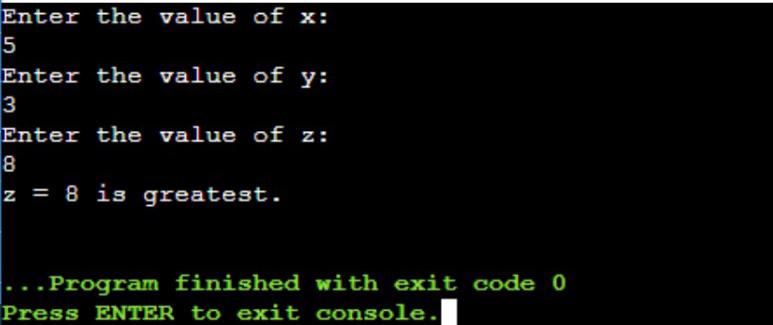 Enter the value of x:
5
Enter the value of y:
3
Enter the value of z:
8
z = 8 is greatest.
...Program finished with exit code 0
Press ENTER to exit console.